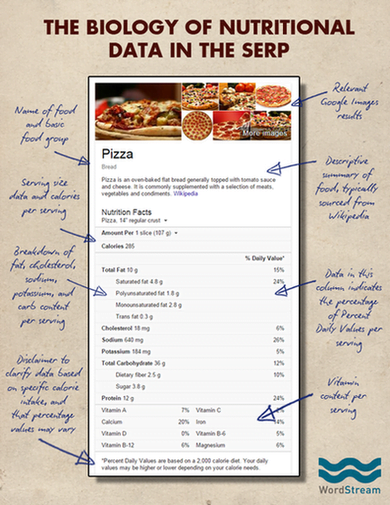 THE BIOLOGY OF NUTRITIONAL
DATA IN THE SERP
Name of food
and basic
food group
Serving size
data and calories
per serving
Breakdown of
fat, cholesterol,
sodium,
potassium, and
carb content
per serving
Disclaimer to
clarify data based
on specific calorie
intake, and
that percentage
values may vary
More images
Pizza
Bread
Pizza is an oven-baked flat bread generally topped with tomato sauce
and cheese. It is commonly supplemented with a selection of meats,
vegetables and condiments. Wikipedia
Nutrition Facts
Pizza, 14" regular crust
Amount Per 1 slice (107 g)
Calories 285
% Daily Value*
Total Fat 10 g 15%
Saturated fat 4.8 g 24%
Polyunsaturated fat 1.8 g
Monounsaturated fat 2.8 g
Trans fat 0.3 g
Cholesterol 18 mg 6%
Sodium 640 mg 26%
Potassium 184 mg 5%
Total Carbohydrate 36 g 12%
Dietary fiber 2.5 g 10%
Sugar 3.8 g
Protein 12 g 24%
Vitamin A 7% Vitamin C
Calcium 20% Iron
Vitamin D 0% Vitamin B-6 5%
Vitamin B-12 6% Magnesium 6%
*Percent Daily Values are based on a 2,000 calorie diet. Your daily
values may be higher or lower depending on your calorie needs.
Relevant
Google Images
results
Descriptive
summary of
food, typically
sourced from
Wikipedia
Data in this
column indicates
the percentage
of Percent
Daily Values per
serving
Vitamin
content per
serving
WordStream